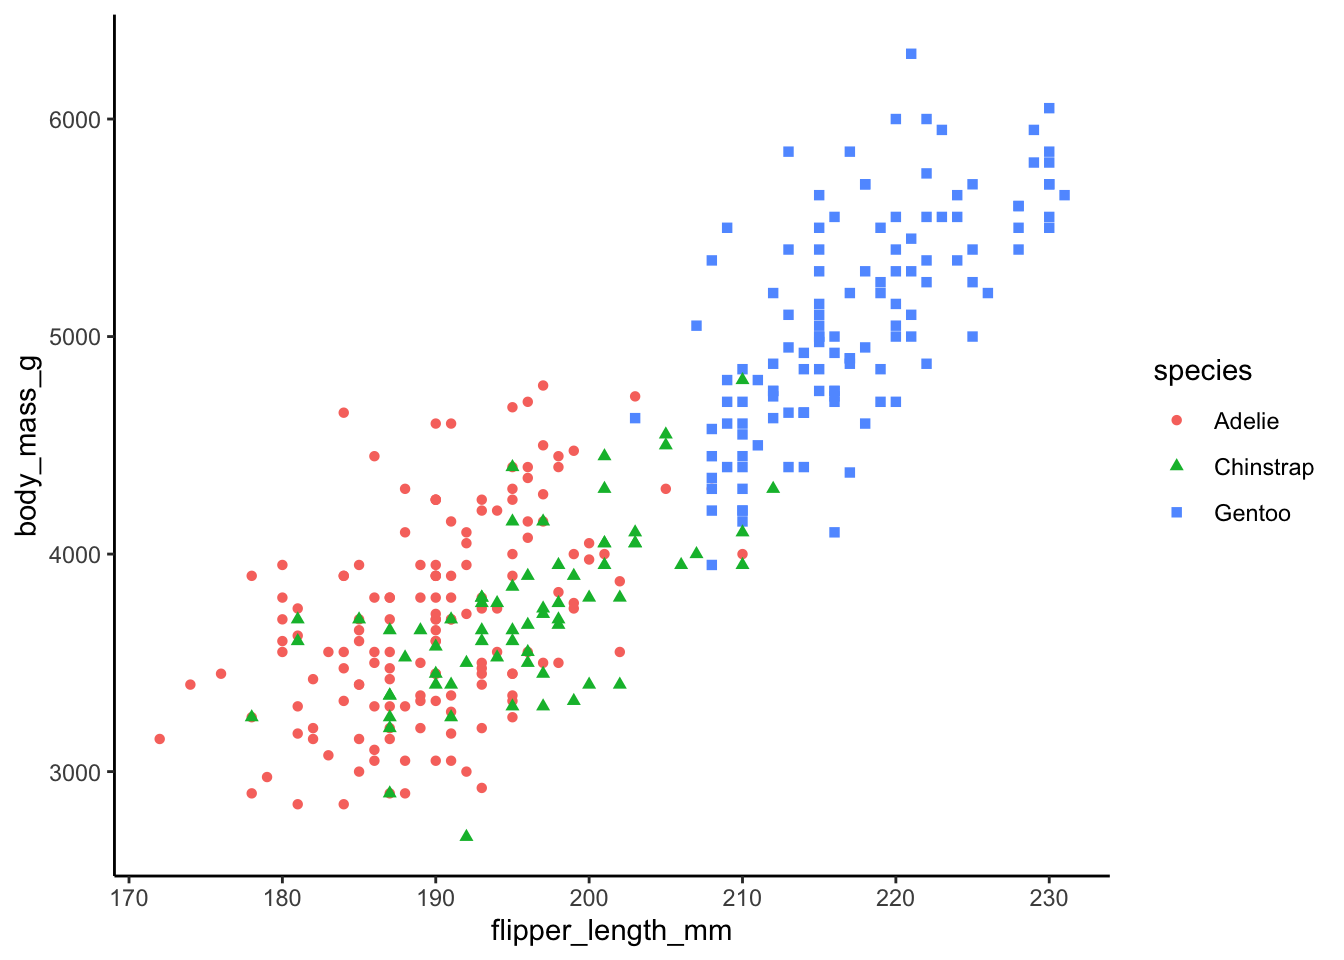 body_mass_g
6000
5000
4000
3000
170 180 190 200 210 220 230
flipper_length_mm
species
Adelie
Chinstrap
Gentoo